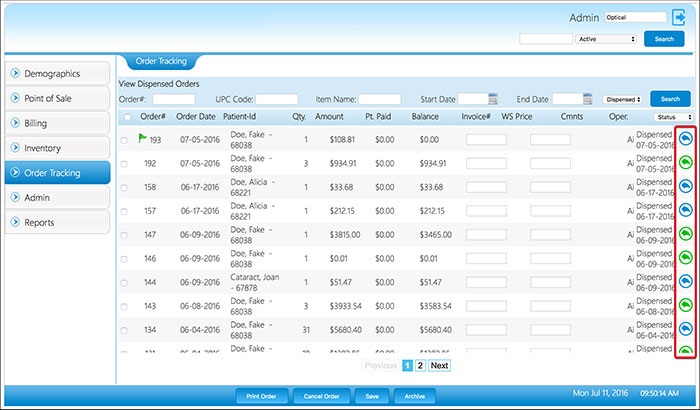 Admin Optical
Active Search
Demographics
Point of Sale
Billing
Inventory
Order Tracking
Admin
Reports
Order Tracking
View Dispensed Orders
Order#: UPC Code: Item Name: Start Date End Date Dispensed Search
Order# Order Date Patient-Id Qty. Amount Pt. Paid Balance Invoice# WS Price Cmnts Oper. Status
193 07-05-2016 Doe, Fake - 68038 1 $108.81 $0.00 $0.00 Ai Dispensed 07-05-2016
192 07-05-2016 Doe, Fake - 68038 3 $934.91 $0.00 $934.91 Ai Dispensed 07-05-2016
158 06-17-2016 Doe, Alicia - 68221 1 $33.68 $0.00 $33.68 Ai Dispensed 06-17-2016
157 06-17-2016 Doe, Alicia - 68221 1 $212.15 $0.00 $212.15 Ai Dispensed 06-17-2016
147 06-09-2016 Doe, Fake - 68038 1 $3815.00 $0.00 $3465.00 Ai Dispensed 06-09-2016
146 06-09-2016 Doe, Fake - 68038 1 $0.01 $0.00 $0.01 Ai Dispensed 06-09-2016
144 06-09-2016 Cataract, Joan - 67878 1 $51.47 $0.00 $51.47 Ai Dispensed 06-09-2016
143 06-08-2016 Doe, Fake - 68038 3 $3933.54 $0.00 $3583.54 Ai Dispensed 06-08-2016
134 06-04-2016 Doe, Fake - 68038 31 $5680.40 $0.00 $5680.40 Ai Dispensed 06-04-2016
Doe, Fake - Dispensed
Previous 1 2 Next
Print Order Cancel Order Save Archive Mon Jul 11, 2016 09:50:14 AM